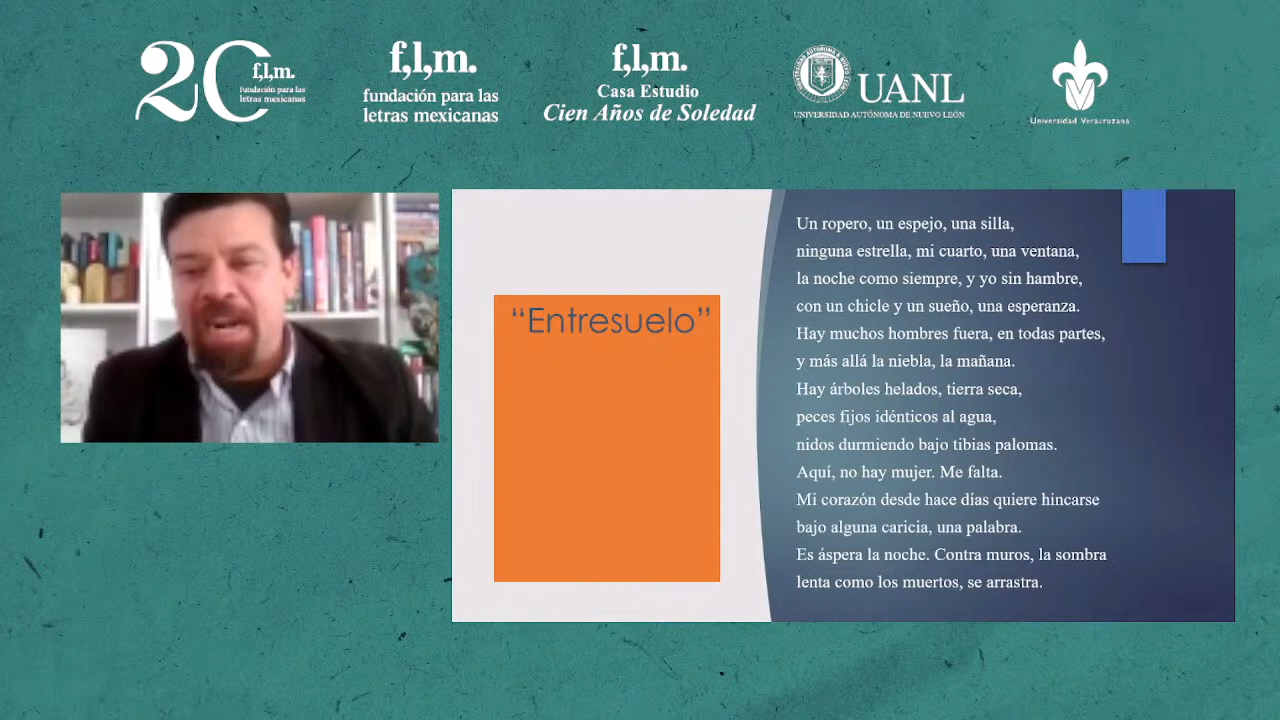 20 f,l,m.
fundación para las
letras mexicanas
f,l,m.
fundación para las
letras mexicanas
f,l,m.
Casa Estudio
Cien Años de Soledad
UANL
UNIVERSIDAD AUTÓNOMA DE NUEVO LEÓN
Universidad Veracruzana
“Entresuelo”
Un ropero, un espejo, una silla,
ninguna estrella, mi cuarto, una ventana,
la noche como siempre, y yo sin hambre,
con un chicle y un sueño, una esperanza.
Hay muchos hombres fuera, en todas partes,
y más allá la niebla, la mañana.
Hay árboles helados, tierra seca,
peces fijos idénticos al agua,
nidos durmiendo bajo tibias palomas.
Aquí, no hay mujer. Me falta.
Mi corazón desde hace días quiere hincarse
bajo alguna caricia, una palabra.
Es áspera la noche. Contra muros, la sombra
lenta como los muertos, se arrastra.